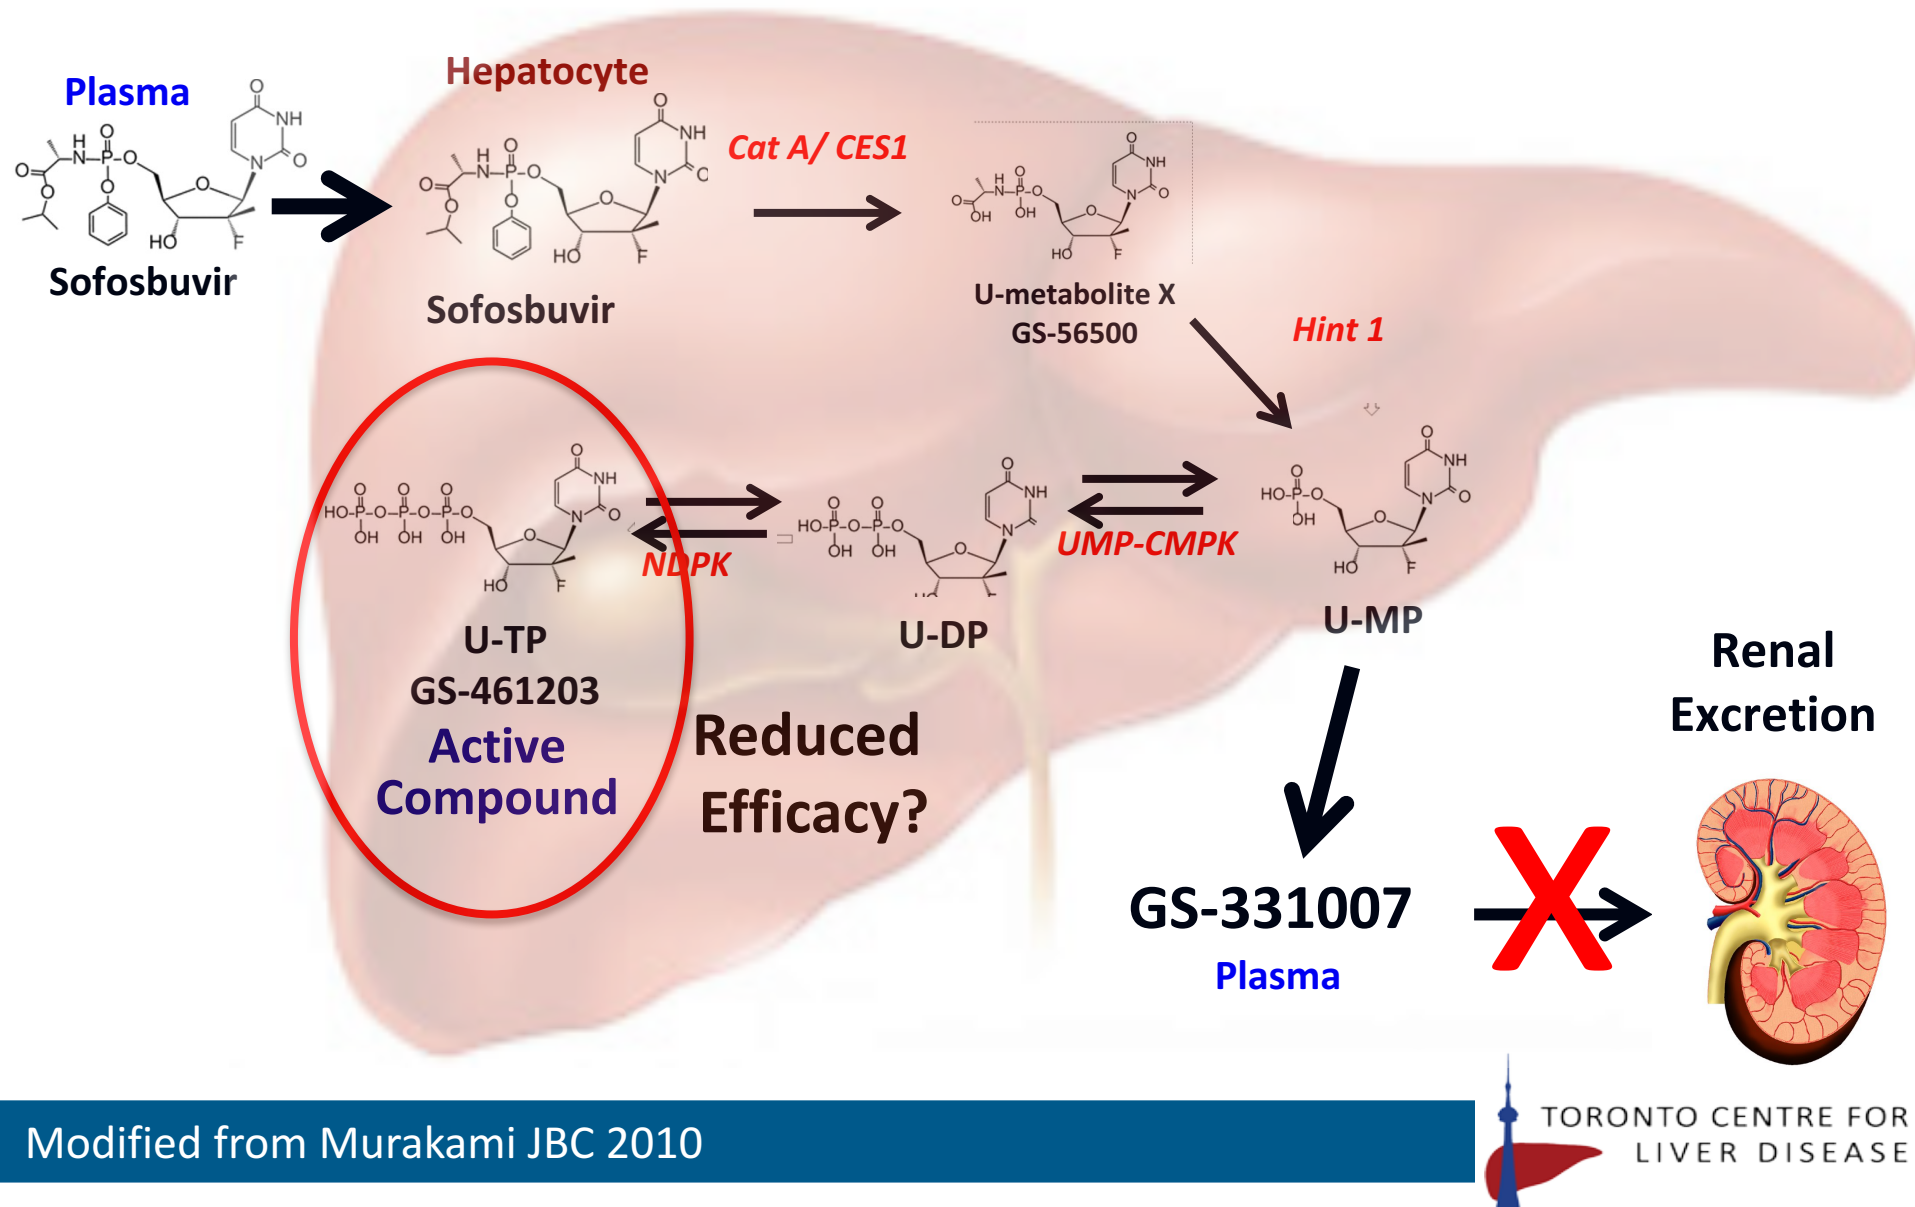 Plasma
Sofosbuvir
Hepatocyte
Sofosbuvir
Cat A/ CES1
U-metabolite X
GS-56500
Hint 1
NDPK
UMP-CMPK
U-TP
GS-461203
Active
Compound
U-DP
U-MP
Reduced
Efficacy?
GS-331007
Plasma
Renal
Excretion
Modified from Murakami JBC 2010
TORONTO CENTRE FOR
LIVER DISEASE